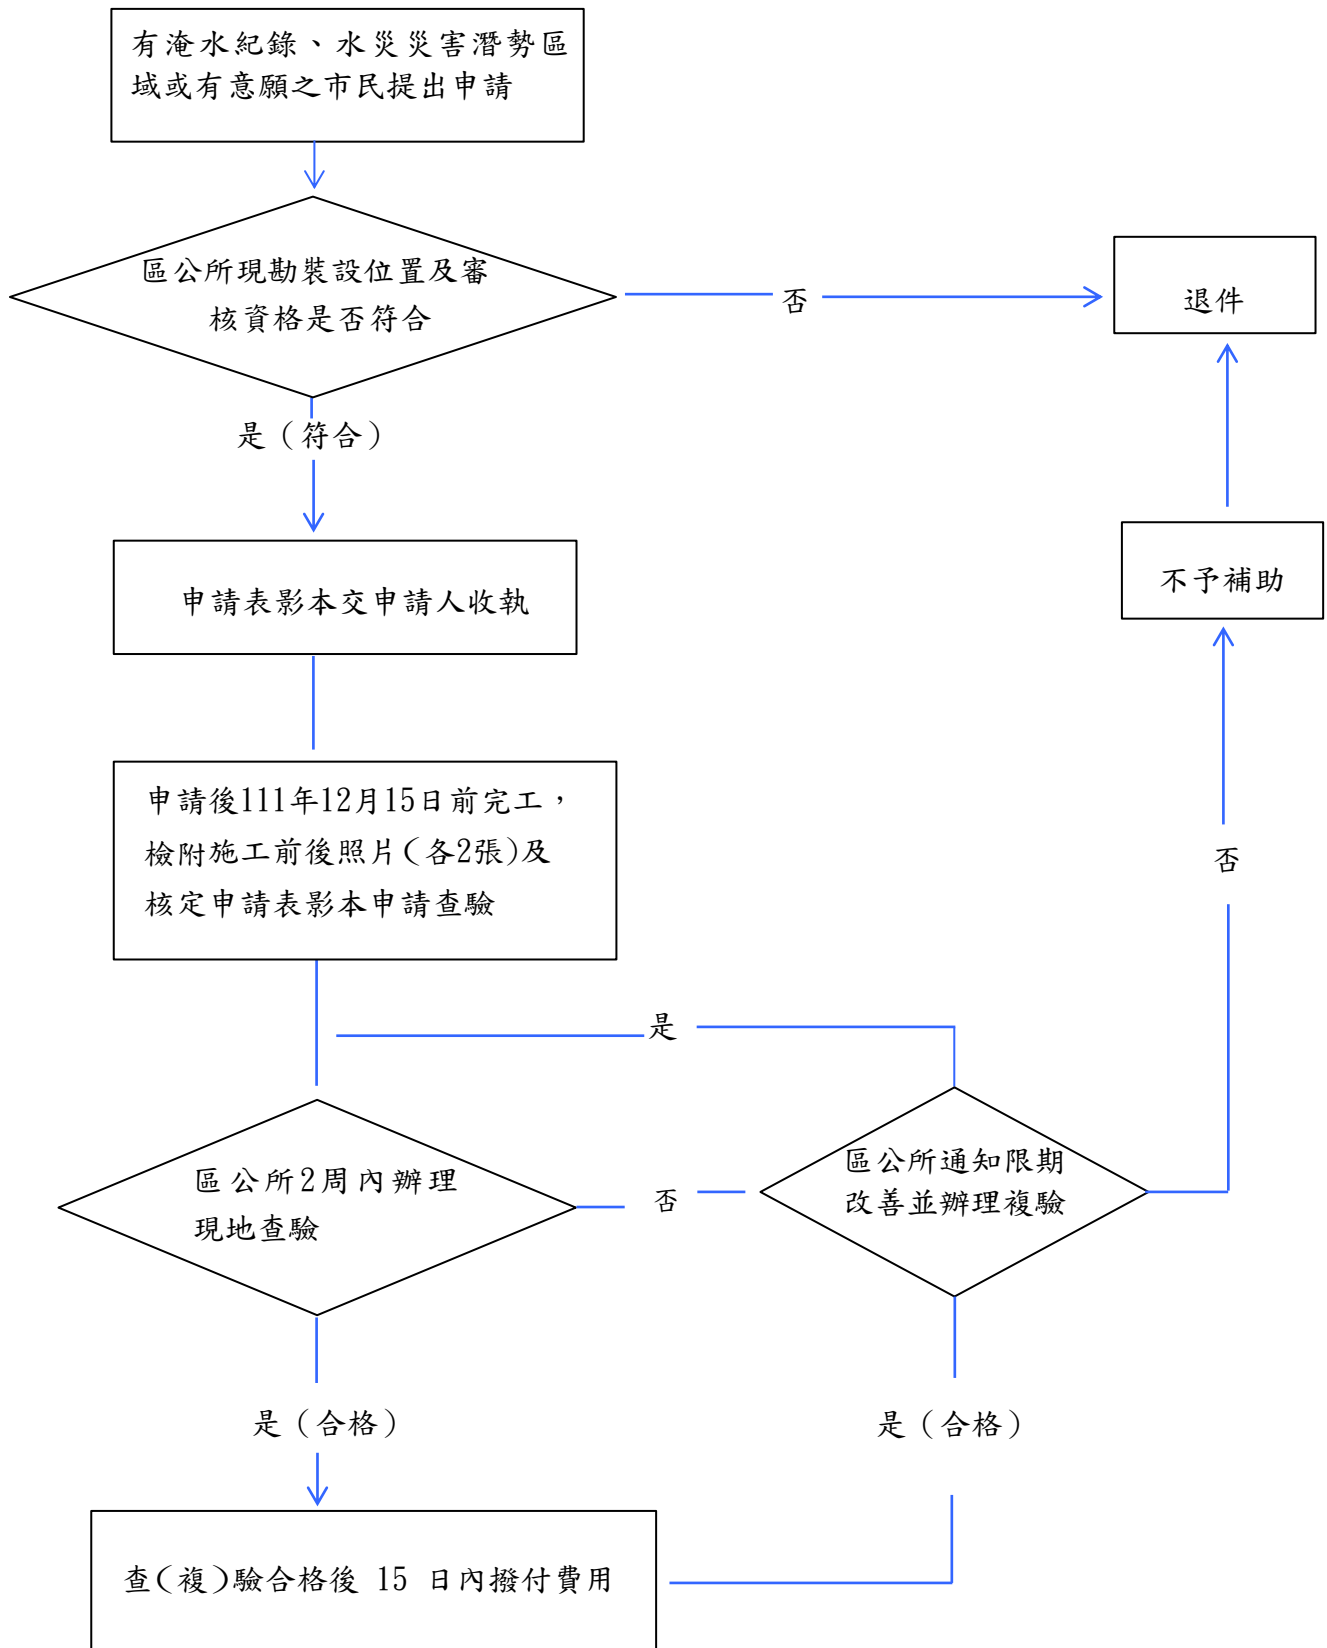 有淹水紀錄、水災災害潛勢區
域或有意願之市民提出申請
區公所現勘裝設位置及審
核資格是否符合
否
退件
是（符合）
申請表影本交申請人收執
不予補助
申請後111年12月15日前完工，
檢附施工前後照片(各2張)及
核定申請表影本申請查驗
否
是
區公所2周內辦理
現地查驗
否
區公所通知限期
改善並辦理複驗
是（合格）
是（合格）
查(複)驗合格後 15 日內撥付費用